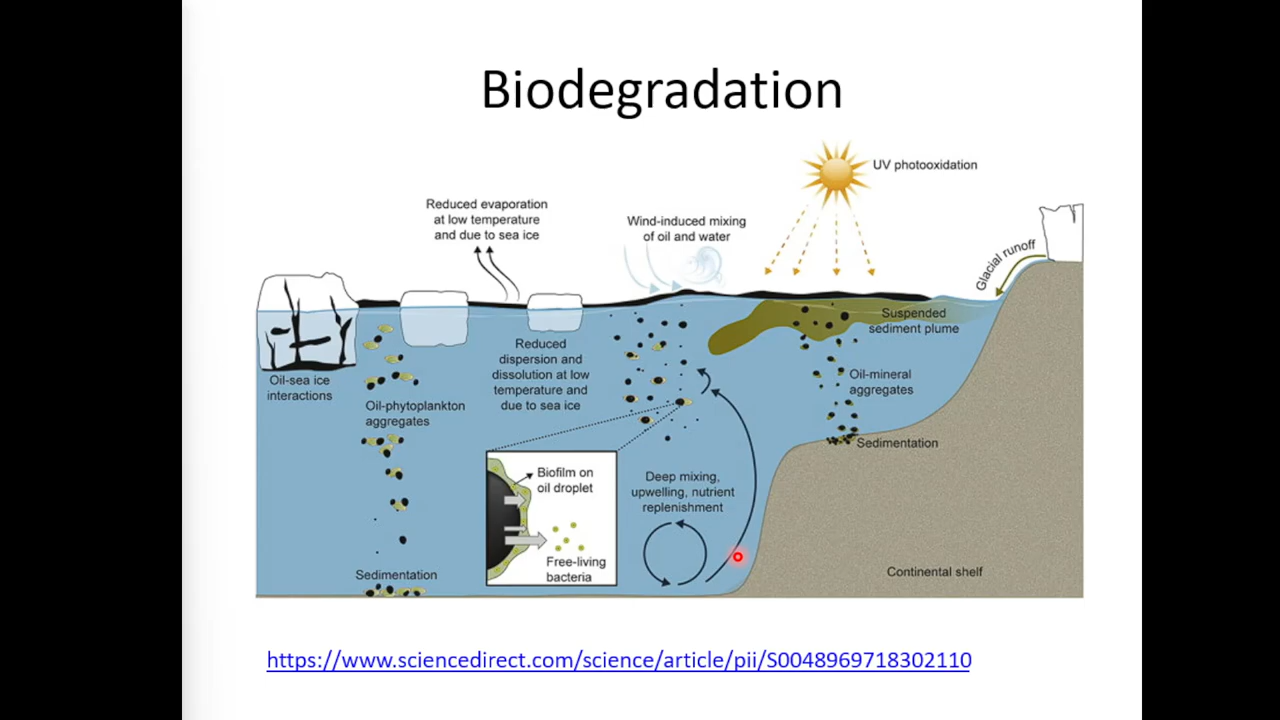 Biodegradation
UV photooxidation
Reduced evaporation
at low temperature
and due to sea ice
Wind-induced mixing
of oil and water
Glacial runoff
Suspended
sediment plume
Reduced
dispersion and
dissolution at low
temperature and
due to sea ice
Oil-sea ice
interactions
Oil-mineral
aggregates
Oil-phytoplankton
aggregates
Sedimentation
Biofilm on
oil droplet
Deep mixing,
upwelling, nutrient
replenishment
Free-living
bacteria
Sedimentation
Continental shelf
https://www.sciencedirect.com/science/article/pii/S0048969718302110